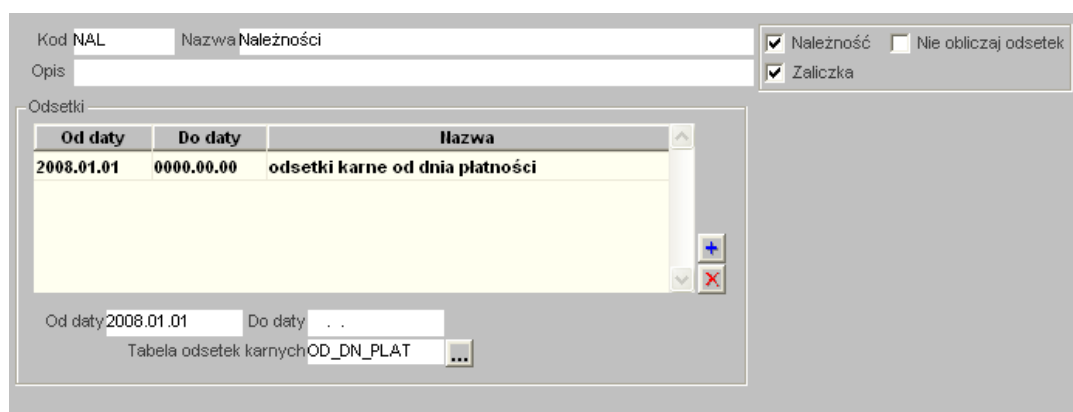 Kod NAL Nazwa Należności
Należność Nie obliczaj odsetek
Opis
Zaliczka
Odsetki
Od daty Do daty Nazwa
2008.01.01 0000.00.00 odsetki karne od dnia płatności
Od daty 2008.01.01 Do daty . .
Tabela odsetek karnych OD_DN_PLAT ...